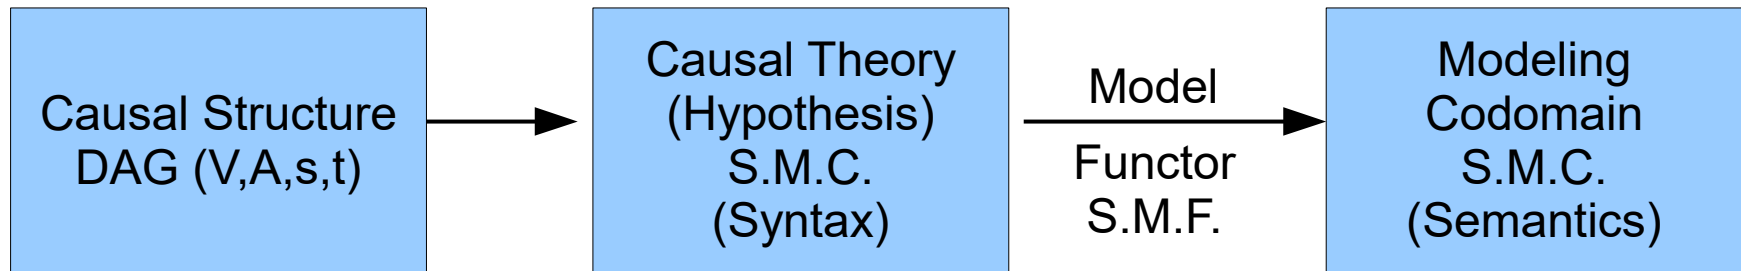 Causal Structure
DAG (V,A,s,t)
Causal Theory
(Hypothesis)
S.M.C.
(Syntax)
Model
Functor
S.M.F.
Modeling
Codomain
S.M.C.
(Semantics)